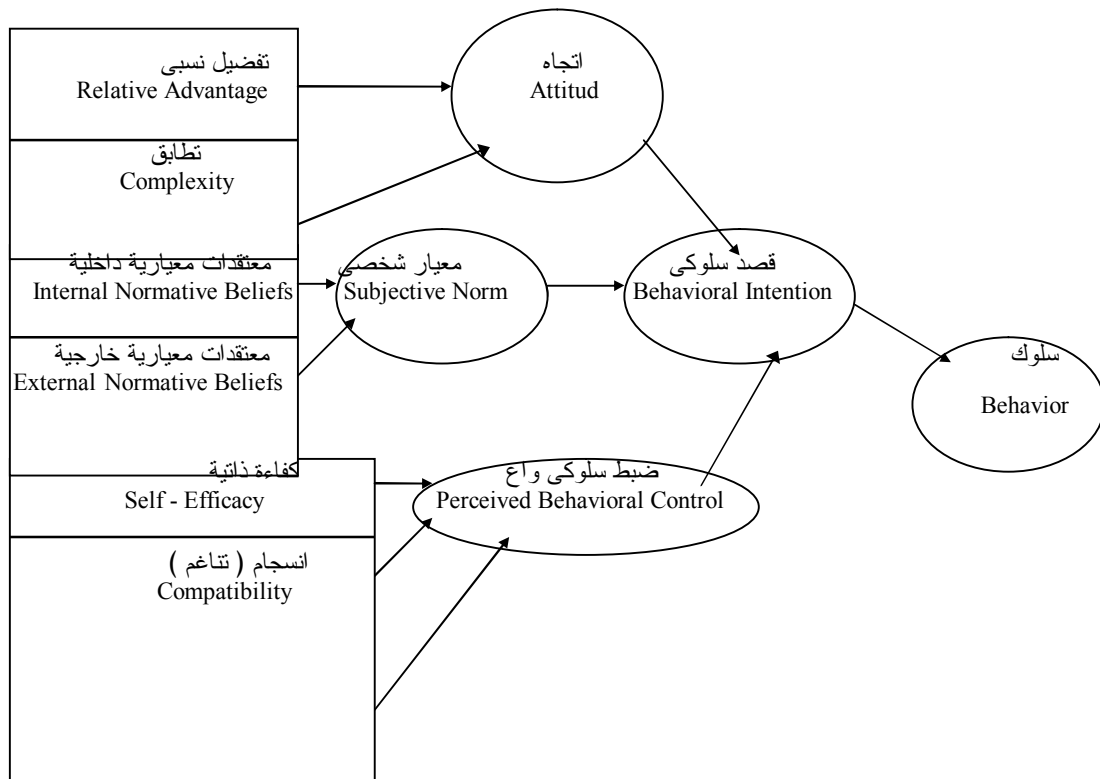 تفضيل نسبى
Relative Advantage
اتجاه
Attitud
تطابق
Complexity
معتقدات معيارية داخلية
Internal Normative Beliefs
معيار شخصى
Subjective Norm
قصد سلوكى
Behavioral Intention
معتقدات معيارية خارجية
External Normative Beliefs
سلوك
Behavior
كفاءة ذاتية
Self - Efficacy
ضبط سلوكى واع
Perceived Behavioral Control
انسجام ( تناغم )
Compatibility